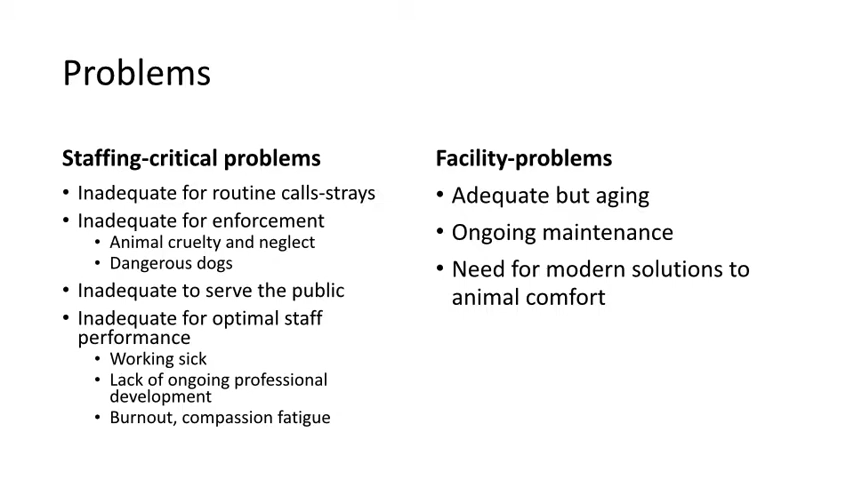 Problems
Staffing-critical problems
• Inadequate for routine calls-strays
• Inadequate for enforcement
• Animal cruelty and neglect
• Dangerous dogs
• Inadequate to serve the public
• Inadequate for optimal staff
performance
• Working sick
• Lack of ongoing professional
development
• Burnout, compassion fatigue
Facility-problems
• Adequate but aging
• Ongoing maintenance
• Need for modern solutions to
animal comfort